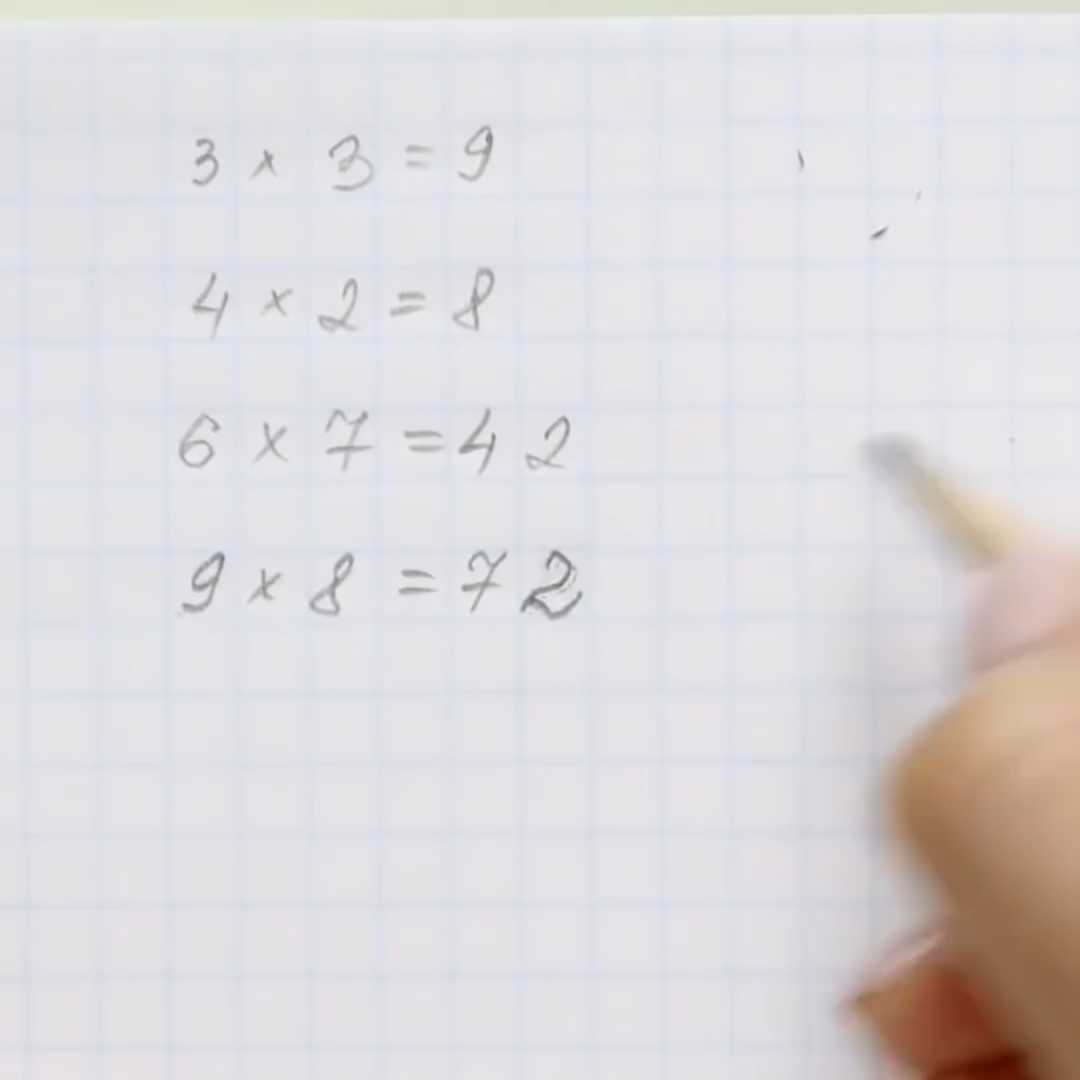 3 × 3 = 9
4 × 2 = 8
6 × 7 = 42
9 × 8 = 72